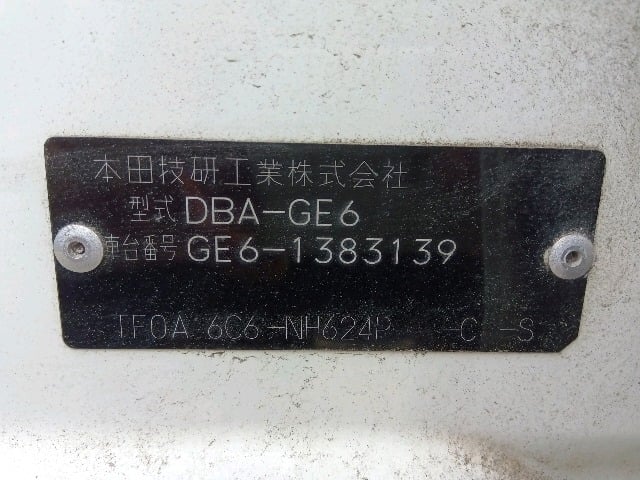 本田技研工業株式会社
型式 DBA-GE6
車台番号 GE6-1383139
TF0A 6C6-NH624P -C -S